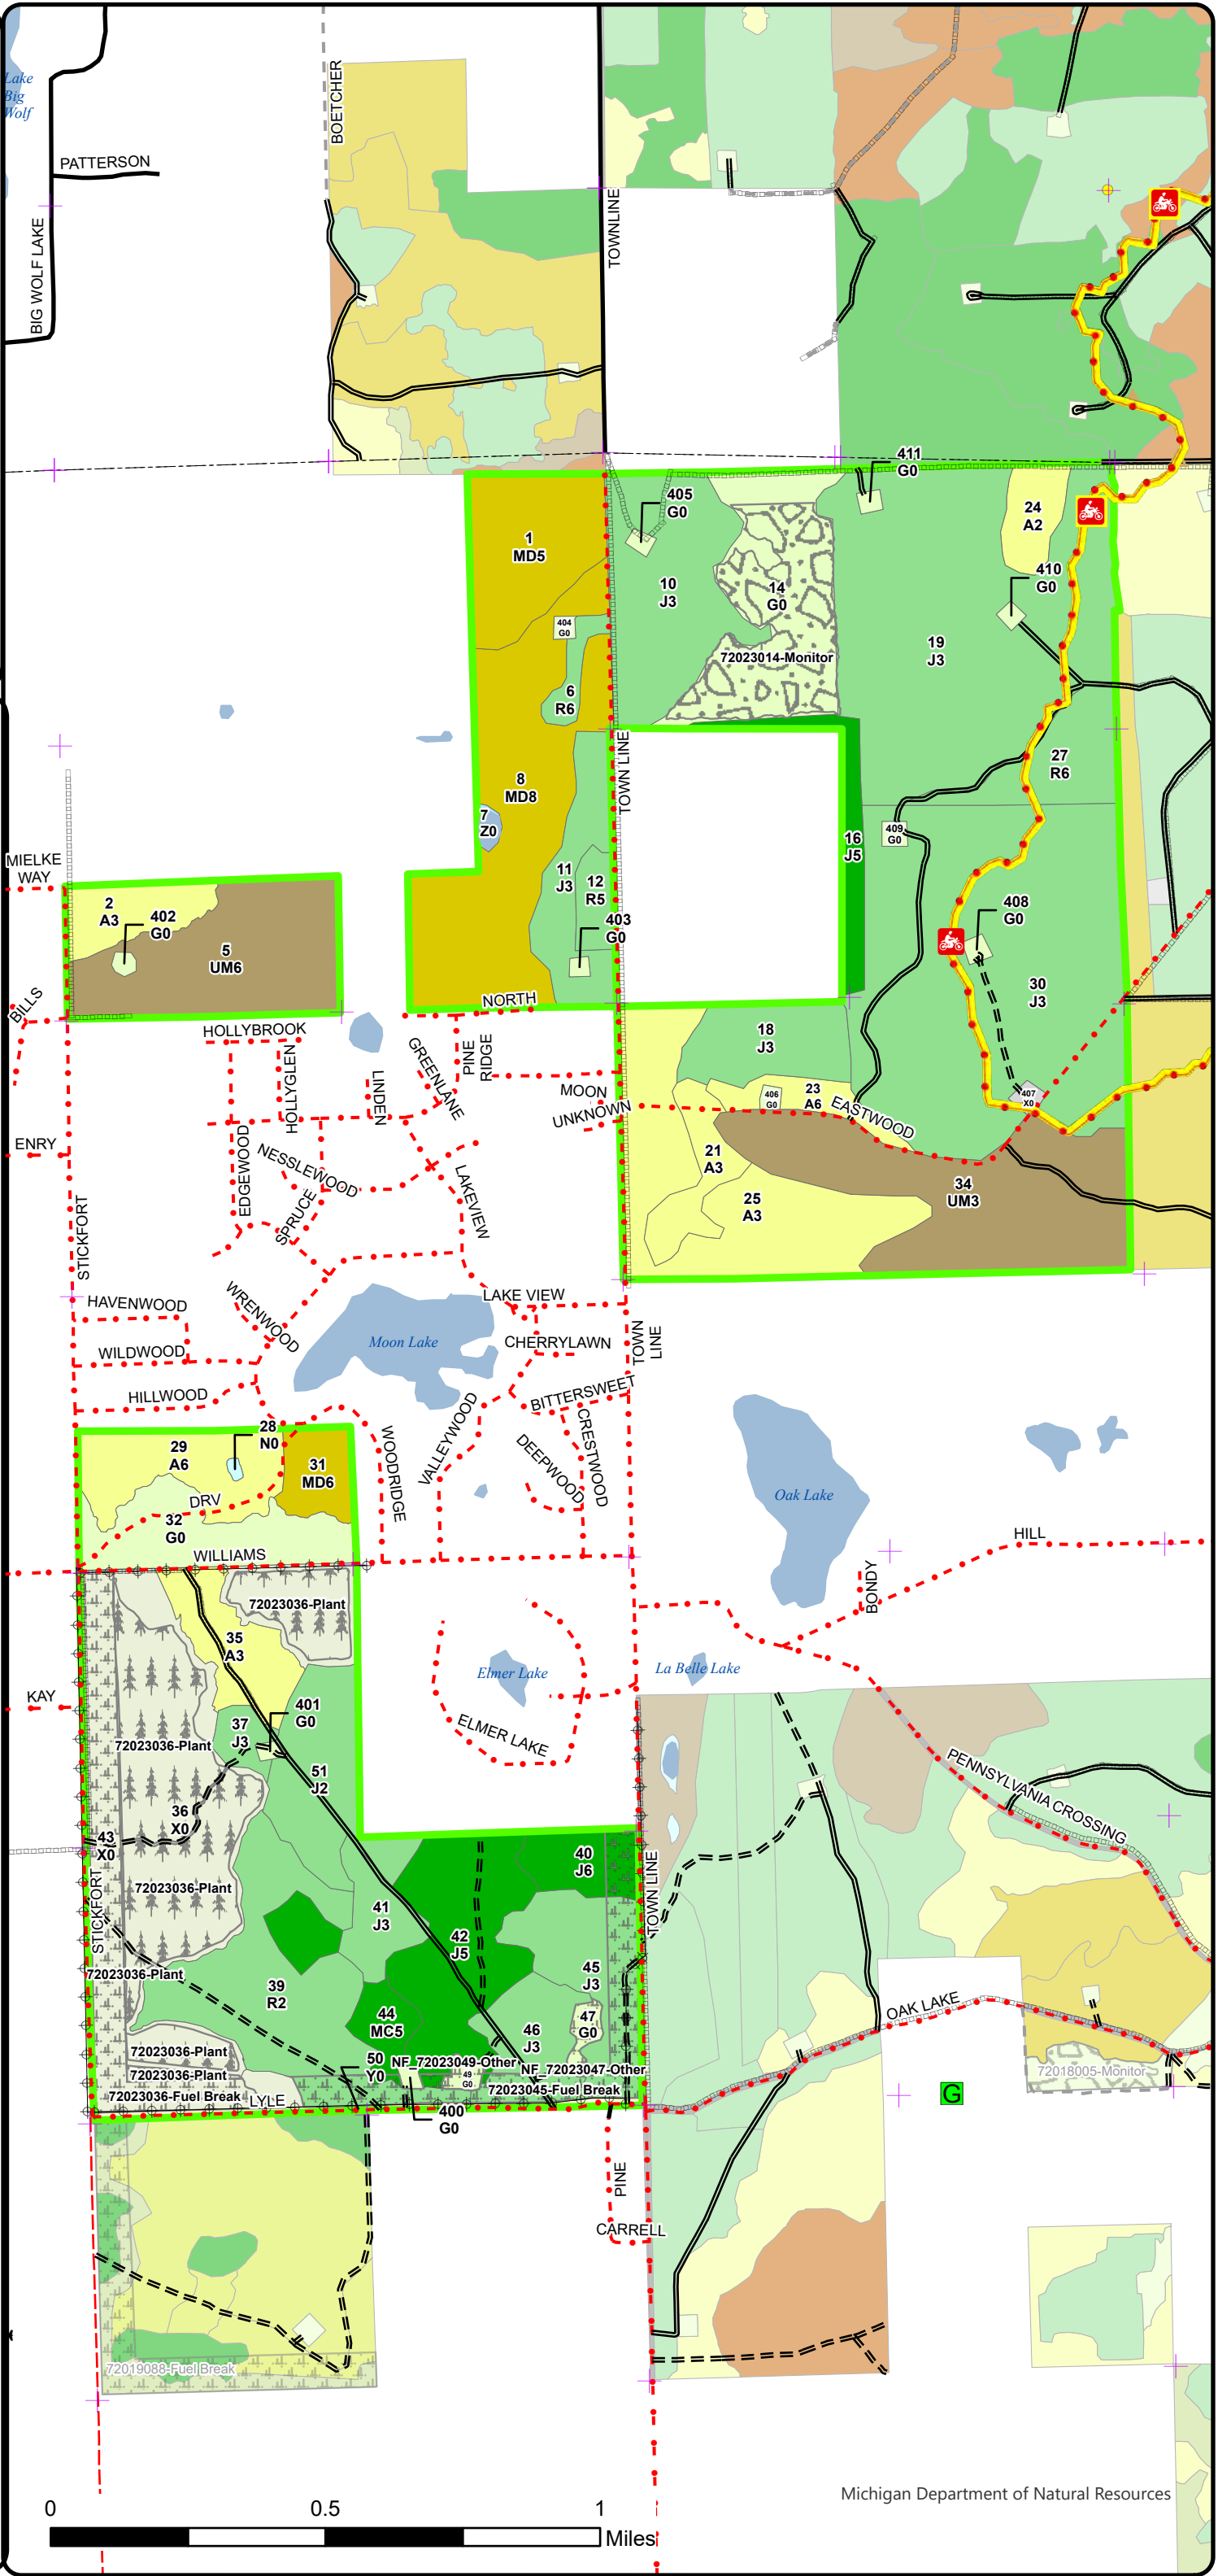 Lake
Big
Wolf
PATTERSON
BIG WOLF LAKE
BOETCHER
TOWNLINE
411
G0
405
G0
24
A2
1
MD5
10
J3
14
G0
410
G0
404
G0
19
J3
72023014-Monitor
6
R6
TOWN LINE
27
R6
8
MD8
7
Z0
409
G0
16
J5
MIELKE
WAY
11
J3
12
R5
2
A3
402
G0
403
G0
408
G0
5
UM6
30
J3
BILLS
NORTH
HOLLYBROOK
18
J3
HOLLYGLEN
LINDEN
GREENLANE
PINE
RIDGE
MOON
UNKNOWN
406
G0
23
A6
407
X0
EASTWOOD
ENRY
EDGEWOOD
NESSLEWOOD
SPRUCE
LAKEVIEW
21
A3
25
A3
34
UM3
STICKFORT
HAVENWOOD
WRENWOOD
LAKE VIEW
WILDWOOD
Moon Lake
CHERRYLAWN
TOWN
LINE
HILLWOOD
BITTERSWEET
28
N0
29
A6
31
MD6
WOODRIDGE
VALLEYWOOD
DEEPWOOD
CRESTWOOD
Oak Lake
DRV
32
G0
HILL
WILLIAMS
BONDY
72023036-Plant
35
A3
Elmer Lake
La Belle Lake
KAY
401
G0
37
J3
ELMER LAKE
72023036-Plant
51
J2
PENNSYLVANIA CROSSING
36
X0
43
X0
40
J6
72023036-Plant
STICKFORT
41
J3
42
J5
TOWN LINE
72023036-Plant
45
J3
39
R2
OAK LAKE
44
MC5
46
J3
47
G0
72023036-Plant
50
Y0
NF_72023049-Other
NF_72023047-Other
72023036-Plant
49
G0
72018005-Monitor
72023036-Fuel Break
72023045-Fuel Break
G
LYLE
400
G0
PINE
CARRELL
72019088-Fuel Break
Michigan Department of Natural Resources
0 0.5 1
Miles